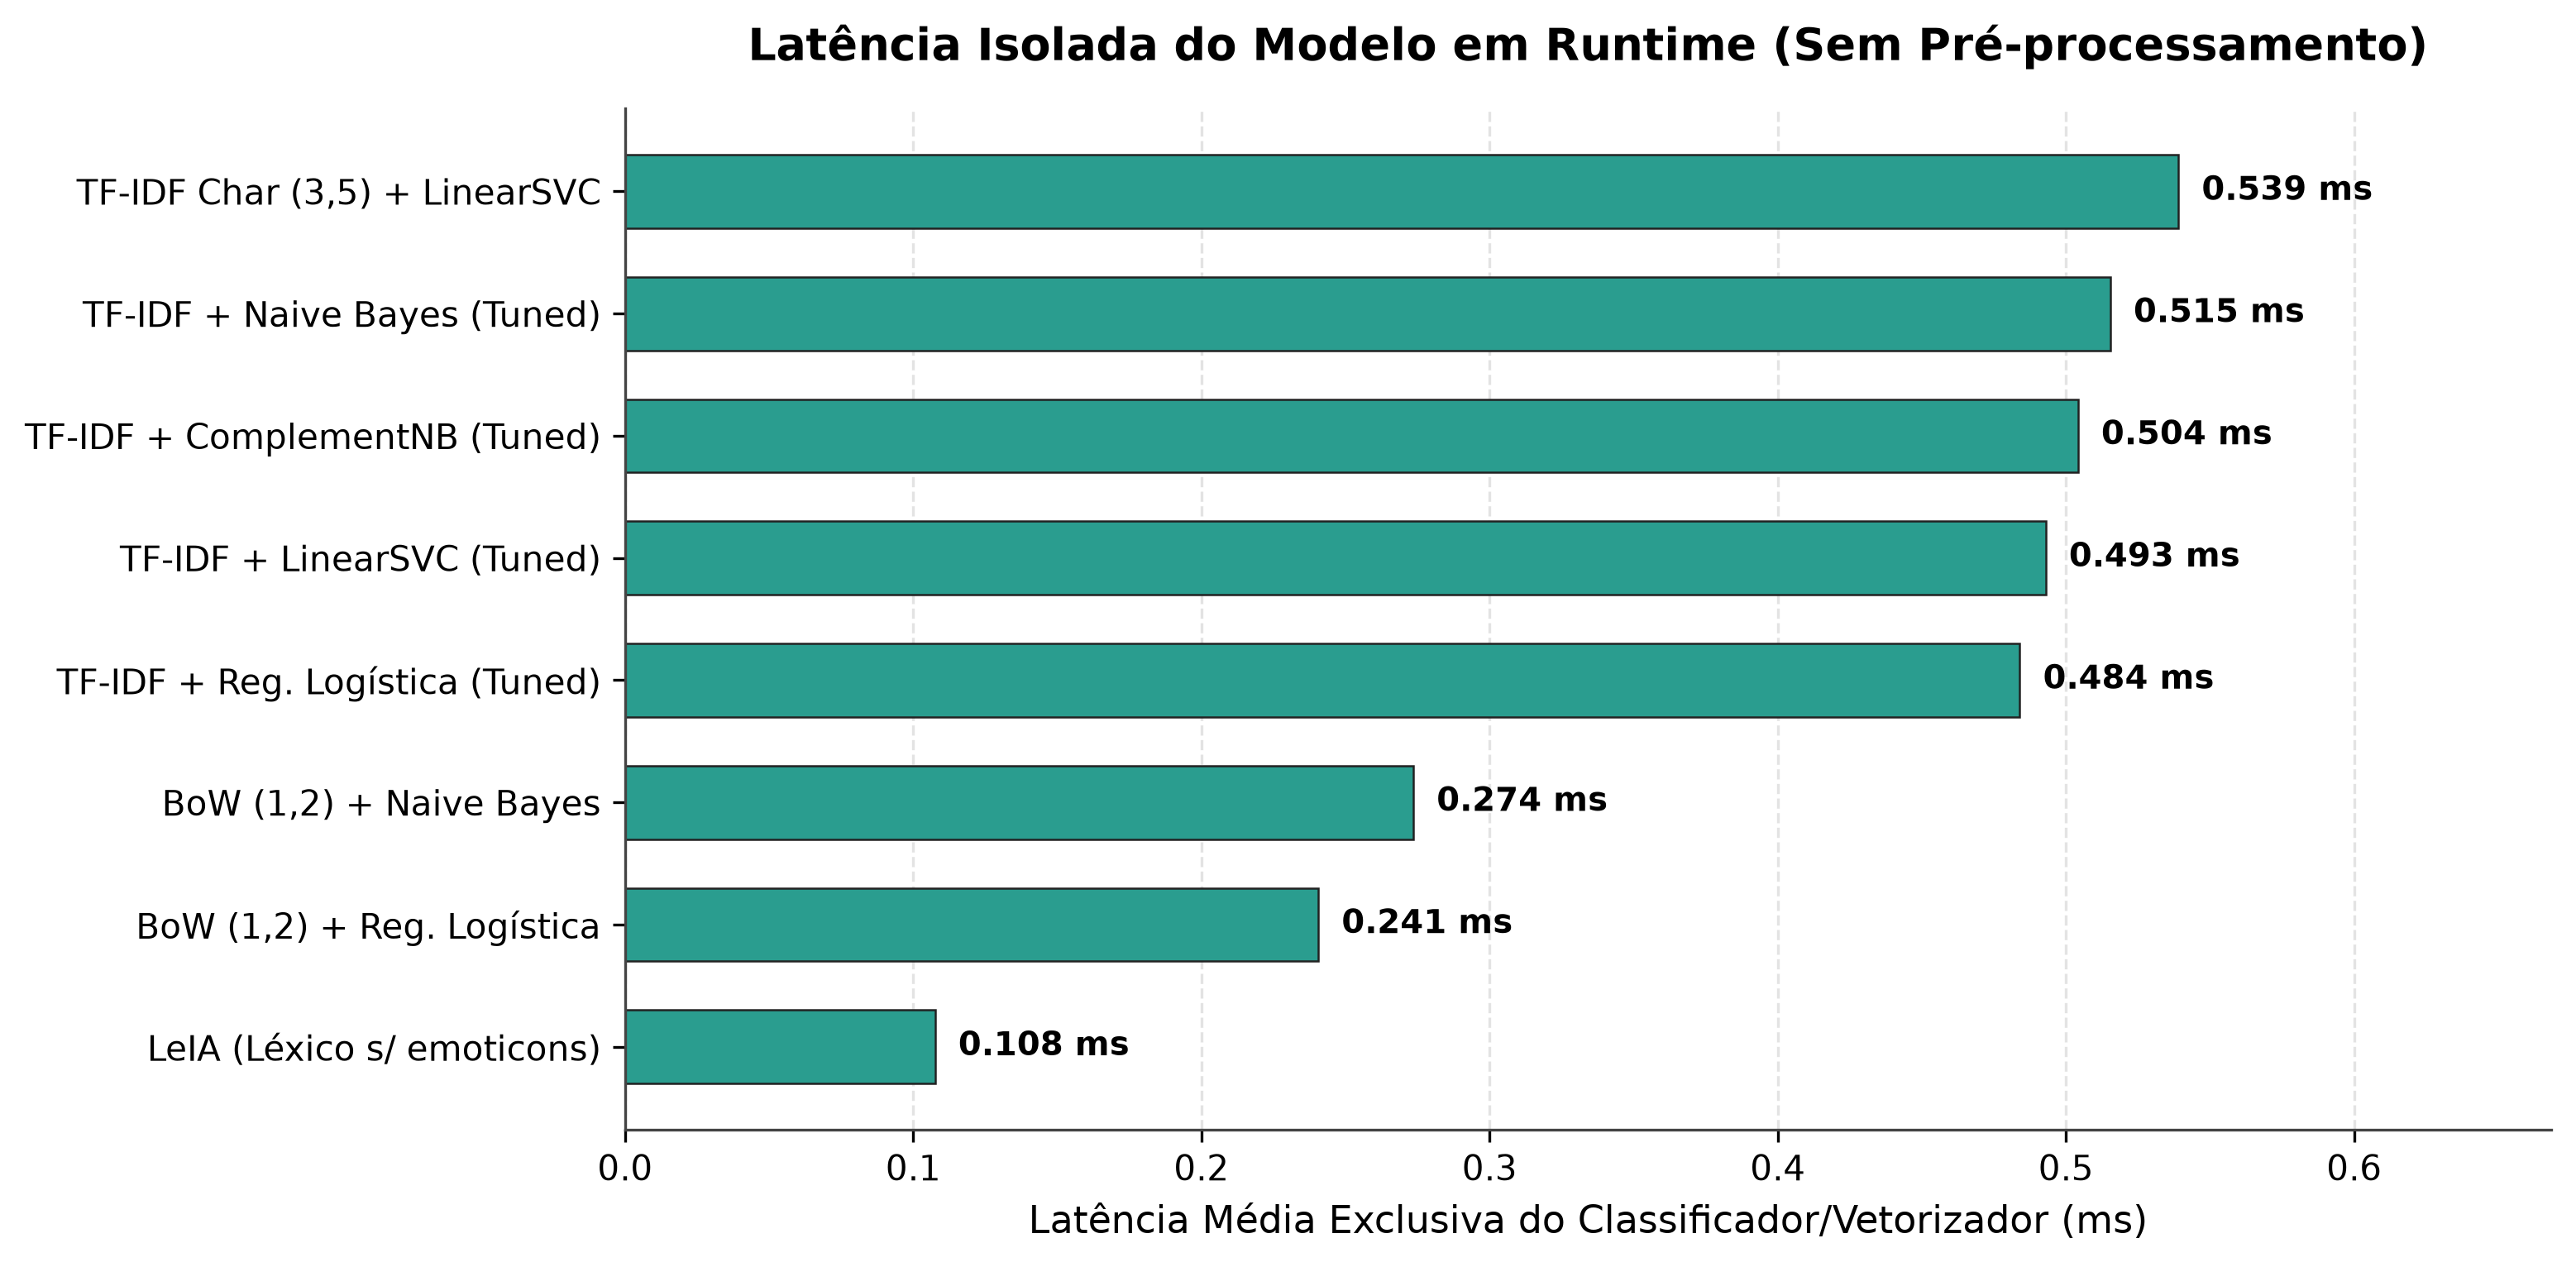 Latência Isolada do Modelo em Runtime (Sem Pré-processamento)
TF-IDF Char (3,5) + LinearSVC
0.539 ms
TF-IDF + Naive Bayes (Tuned)
0.515 ms
TF-IDF + ComplementNB (Tuned)
0.504 ms
TF-IDF + LinearSVC (Tuned)
0.493 ms
TF-IDF + Reg. Logística (Tuned)
0.484 ms
BoW (1,2) + Naive Bayes
0.274 ms
BoW (1,2) + Reg. Logística
0.241 ms
LeIA (Léxico s/ emoticons)
0.108 ms
0.0 0.1 0.2 0.3 0.4 0.5 0.6
Latência Média Exclusiva do Classificador/Vetorizador (ms)